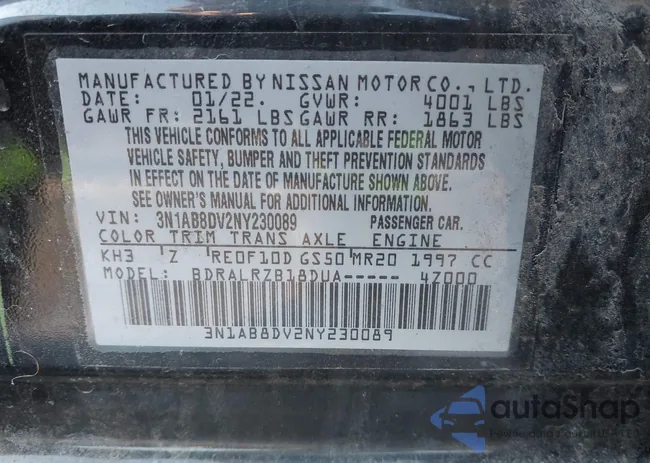 MANUFACTURED BY NISSAN MOTOR CO., LTD.
DATE: 01/22. GVWR: 4001 LBS
GAWR FR: 2161 LBS GAWR RR: 1863 LBS
THIS VEHICLE CONFORMS TO ALL APPLICABLE FEDERAL MOTOR
VEHICLE SAFETY, BUMPER AND THEFT PREVENTION STANDARDS
IN EFFECT ON THE DATE OF MANUFACTURE SHOWN ABOVE.
SEE OWNER'S MANUAL FOR ADDITIONAL INFORMATION.
VIN: 3N1AB8DV2NY230089 PASSENGER CAR.
COLOR TRIM TRANS AXLE ENGINE
KH3 Z RE0F10D GS50 MR20 1997 CC
MODEL: BDRALRZB18DUA----- 4Z000
3N1AB8DV2NY230089
autaShap